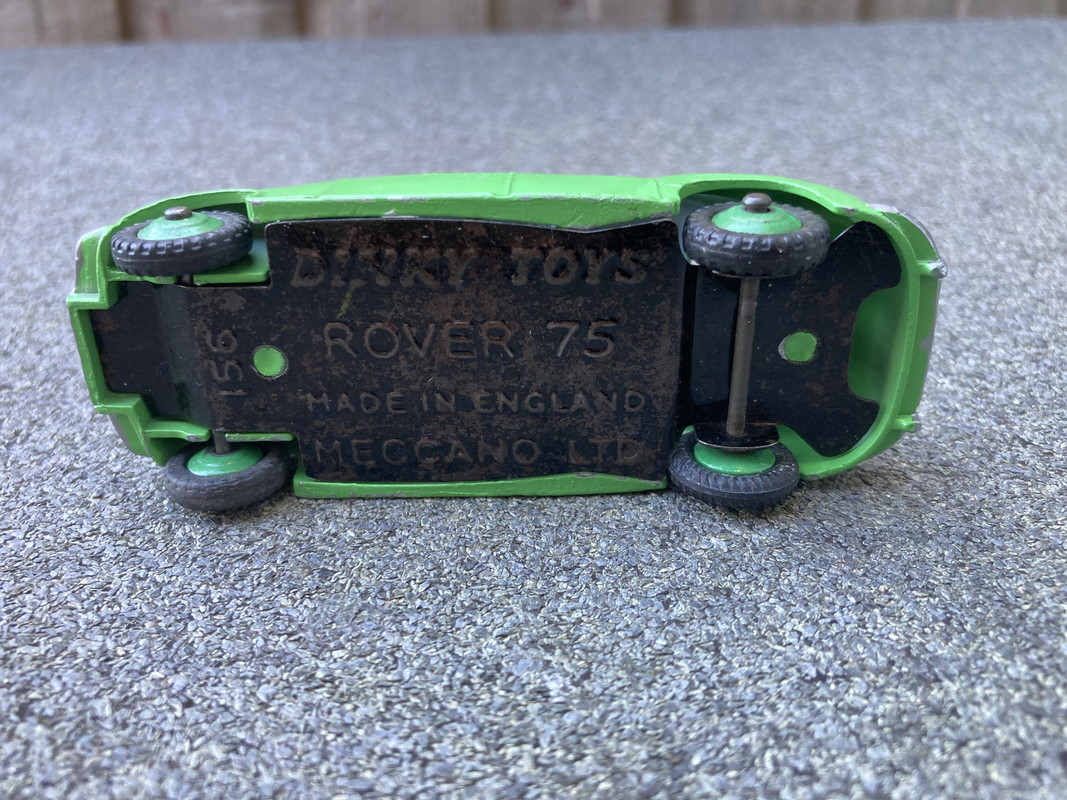 DINKY TOYS
ROVER 75
MADE IN ENGLAND
MECCANO LTD
156